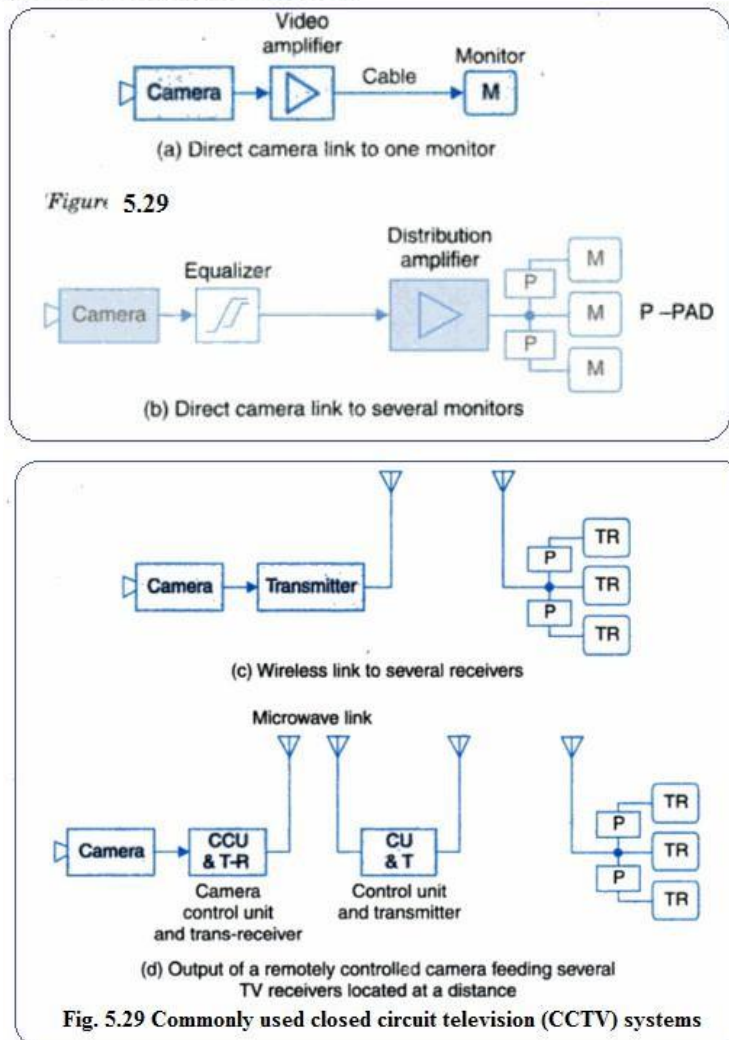 Video
amplifier
Monitor
Camera
Cable
M
(a) Direct camera link to one monitor
Figure 5.29
Distribution
amplifier
Equalizer
Camera
P
M
M
P –PAD
P
M
(b) Direct camera link to several monitors
Camera
Transmitter
P
TR
TR
P
TR
(c) Wireless link to several receivers
Microwave link
Camera
CCU
& T-R
CU
& T
P
TR
TR
P
TR
Camera
control unit
and trans-receiver
Control unit
and transmitter
(d) Output of a remotely controlled camera feeding several
TV receivers located at a distance
Fig. 5.29 Commonly used closed circuit television (CCTV) systems